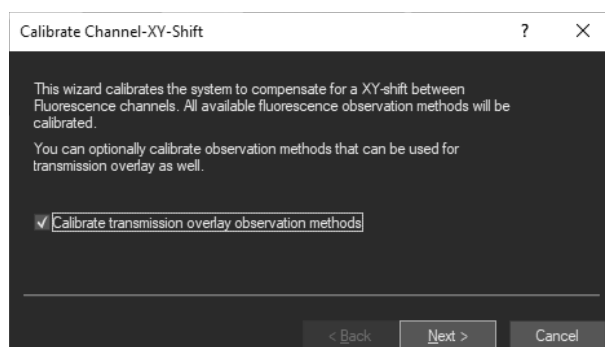 Calibrate Channel-XY-Shift ? ✕
This wizard calibrates the system to compensate for a XY-shift between
Fluorescence channels. All available fluorescence observation methods will be
calibrated.
You can optionally calibrate observation methods that can be used for
transmission overlay as well.
Calibrate transmission overlay observation methods
< Back Next > Cancel